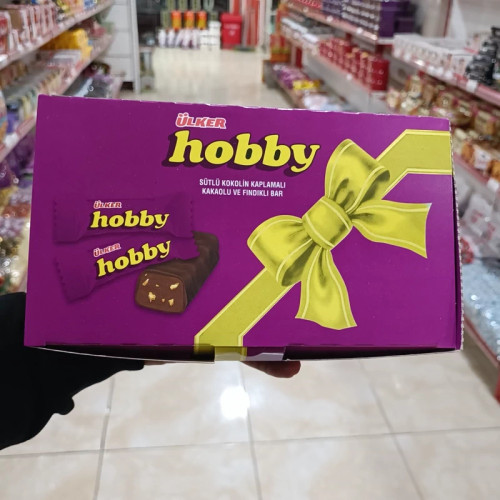 ÜLKER
hobby
SÜTLÜ KOKOLİN KAPLAMALI
KAKAOLU VE FINDIKLI BAR
ÜLKER
hobby
ÜLKER
hobby